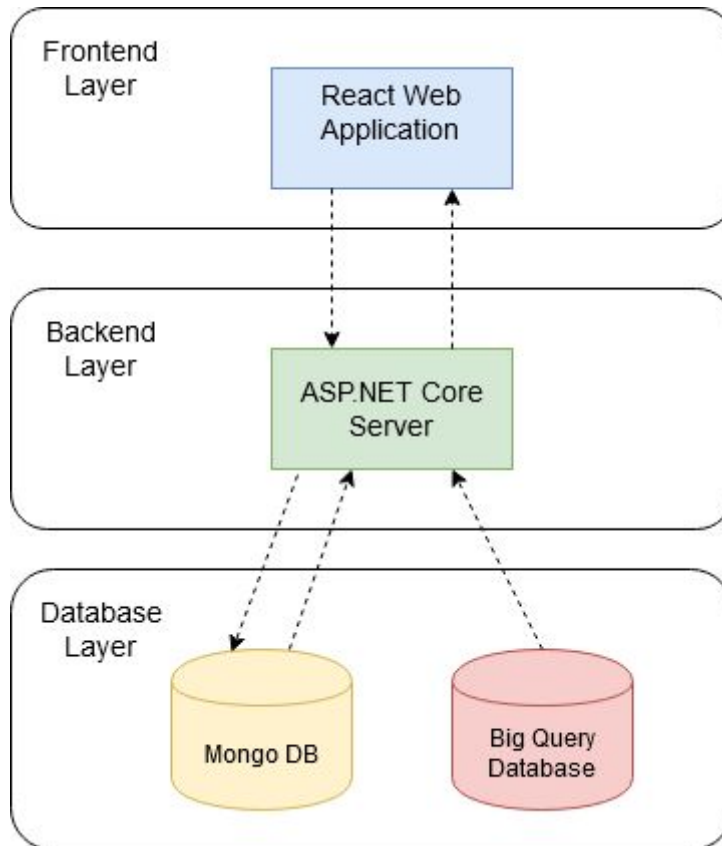 Frontend
Layer
React Web
Application
Backend
Layer
ASP.NET Core
Server
Database
Layer
Mongo DB
Big Query
Database